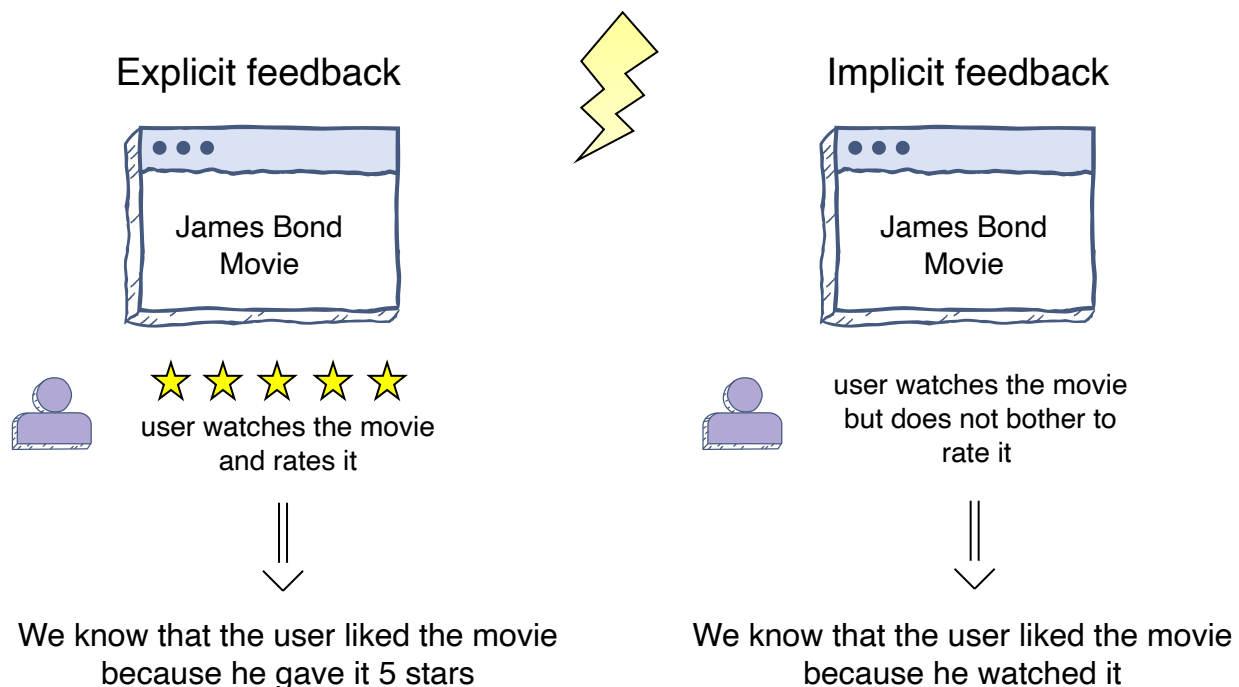 Explicit feedback
James Bond
Movie
user watches the movie
and rates it
We know that the user liked the movie
because he gave it 5 stars
Implicit feedback
James Bond
Movie
user watches the movie
but does not bother to
rate it
We know that the user liked the movie
because he watched it